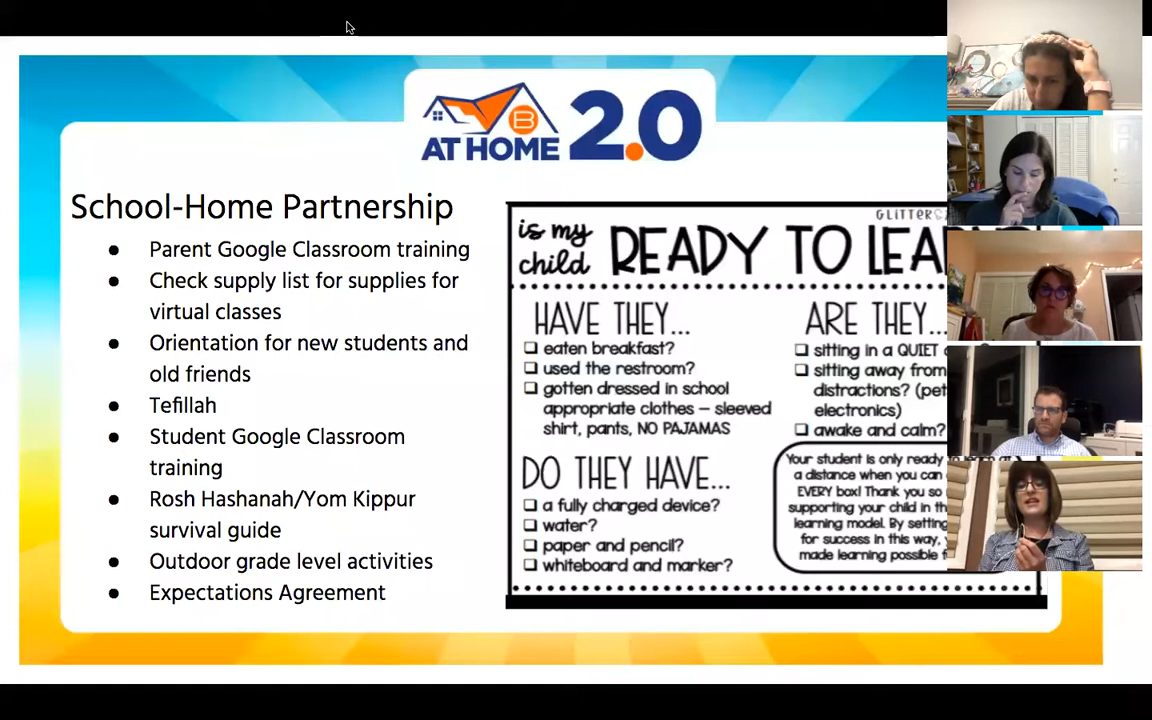 B
AT HOME 2.0
School-Home Partnership
● Parent Google Classroom training
● Check supply list for supplies for
virtual classes
● Orientation for new students and
old friends
● Tefillah
● Student Google Classroom
training
● Rosh Hashanah/Yom Kippur
survival guide
● Outdoor grade level activities
● Expectations Agreement
is my
child READY TO
HAVE THEY...
eaten breakfast?
used the restroom?
gotten dressed in school
appropriate clothes – sleeved
shirt, pants, NO PAJAMAS
DO THEY HAVE...
a fully charged device?
water?
paper and pencil?
whiteboard and marker?
ARE THEY...
sitting in a QUIET
sitting away from
distractions?
electronics)
awake and calm?
Your student is only ready
a distance when you can
EVERY box! Thank you so
supporting your child in
learning model. By setting
for success in this way,
made learning possible